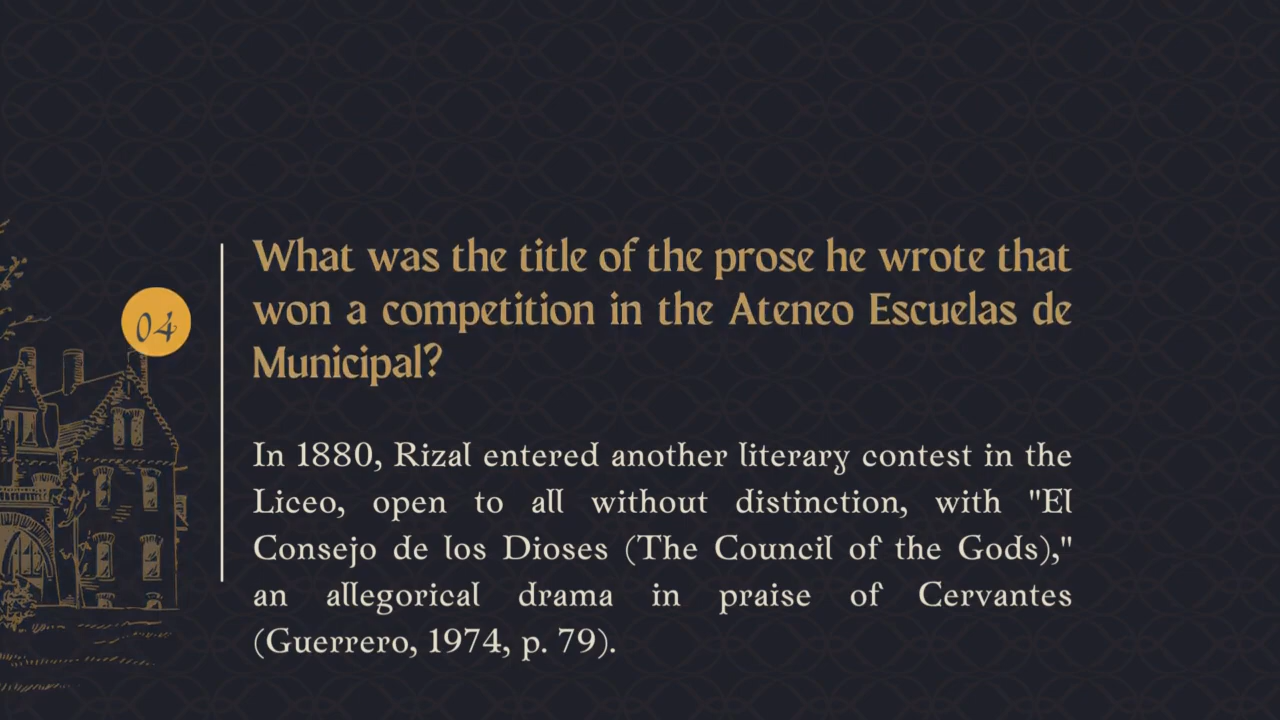 04
What was the title of the prose he wrote that
won a competition in the Ateneo Escuelas de
Municipal?
In 1880, Rizal entered another literary contest in the
Liceo, open to all without distinction, with "El
Consejo de los Dioses (The Council of the Gods),"
an allegorical drama in praise of Cervantes
(Guerrero, 1974, p. 79).